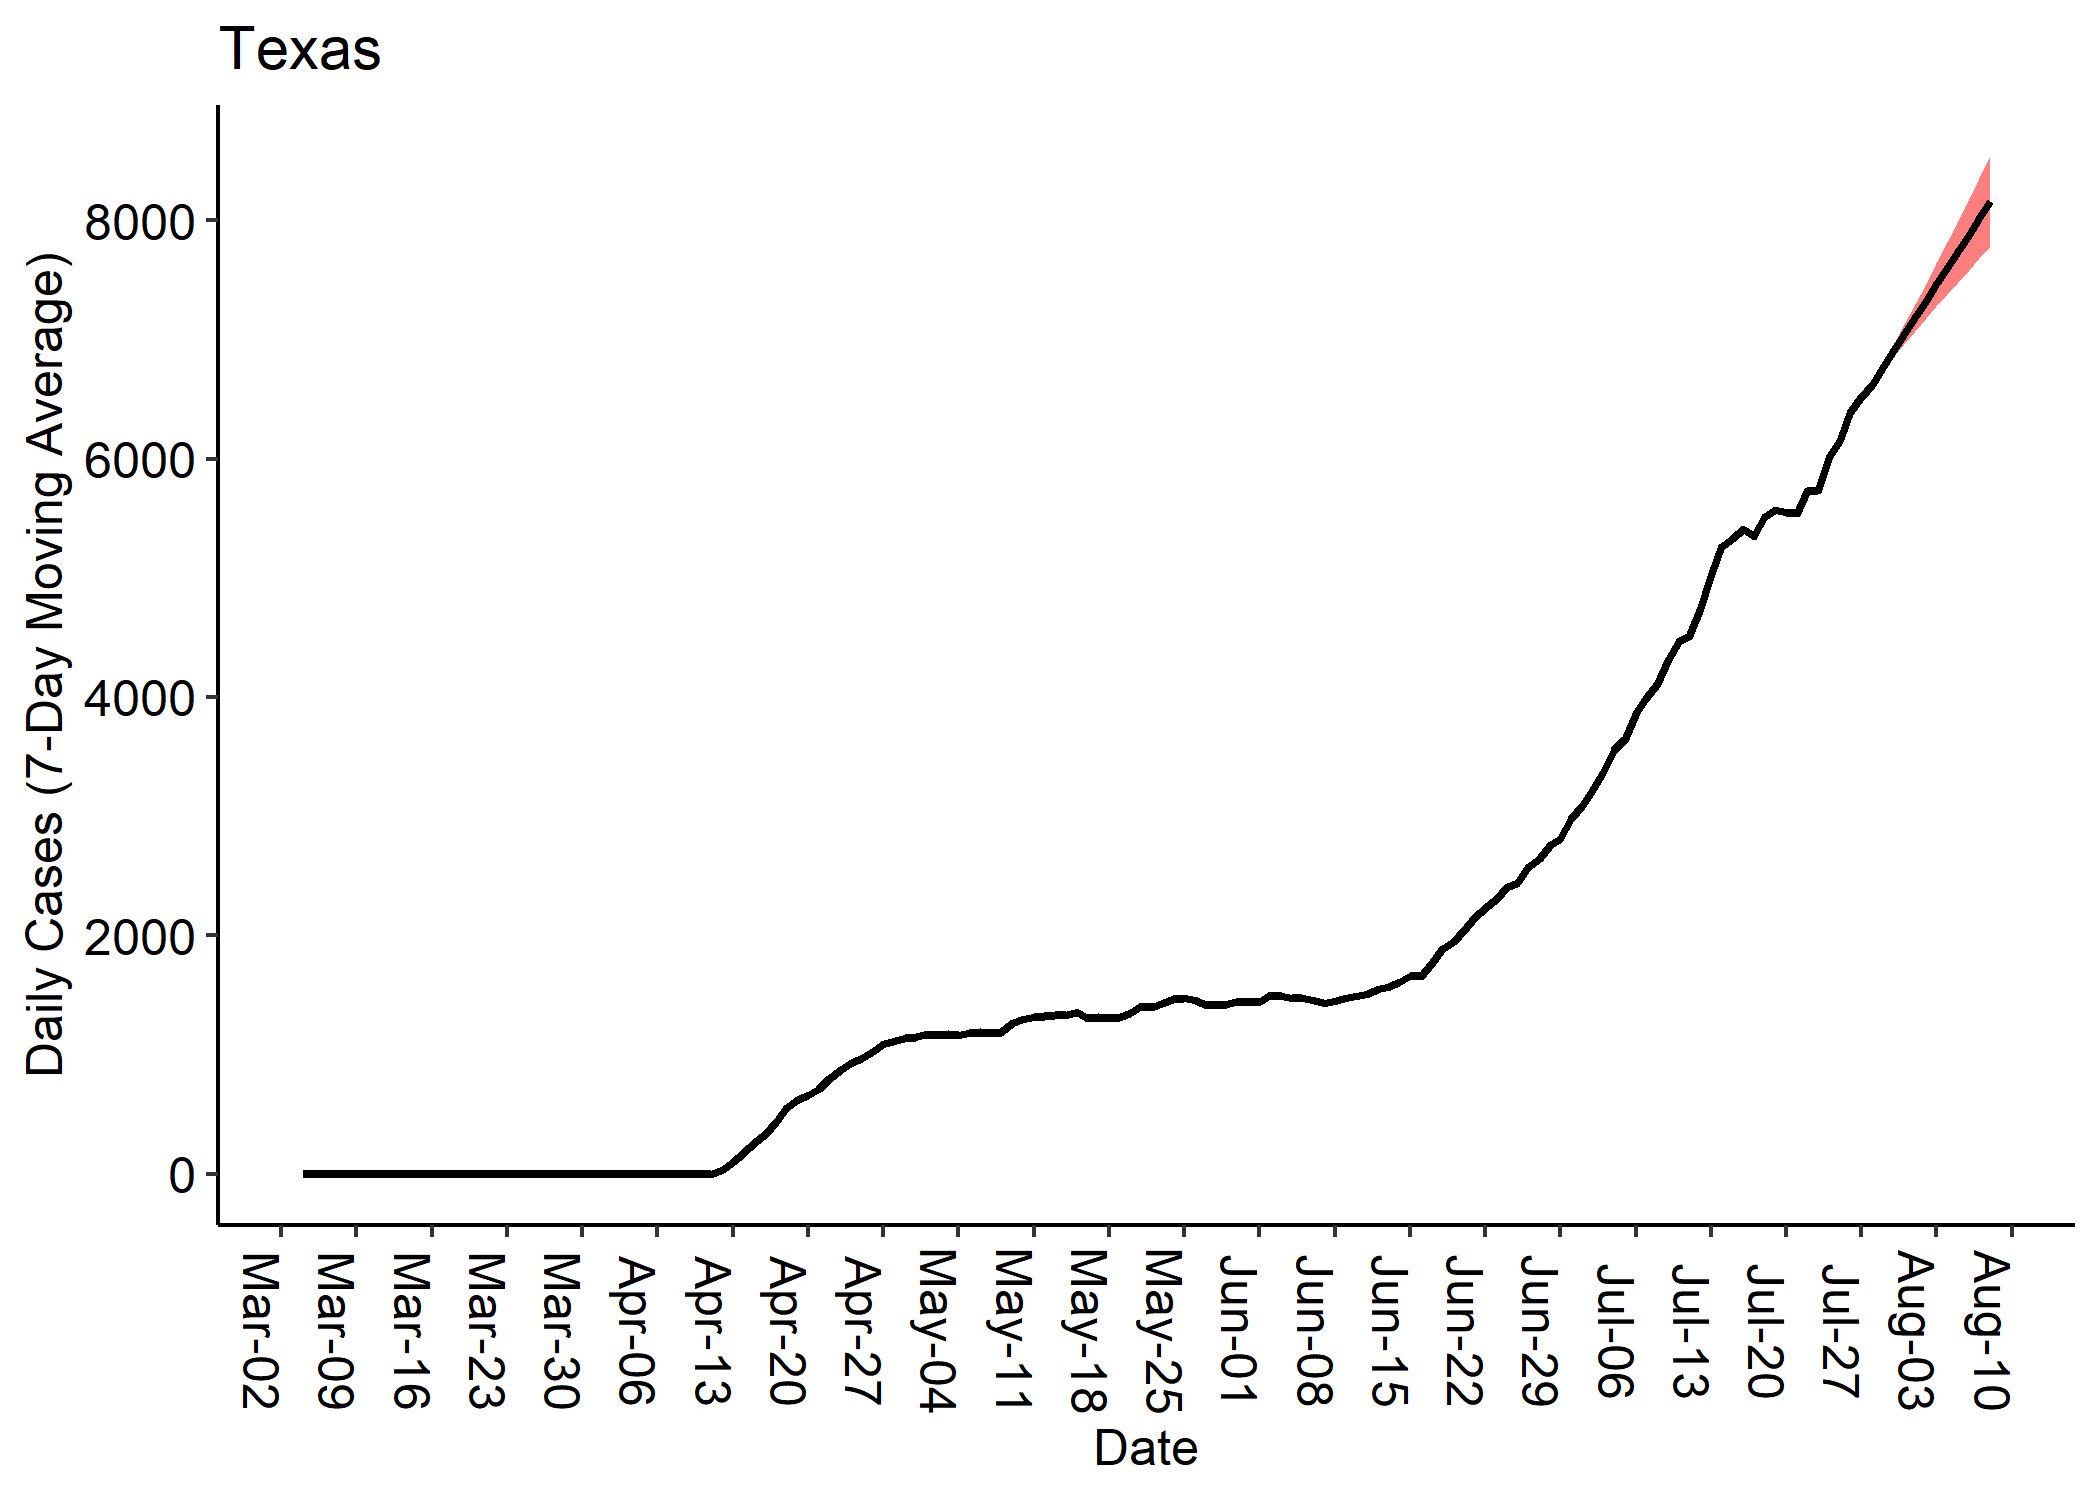 Texas
Daily Cases (7-Day Moving Average)
8000
6000
4000
2000
0
Mar-02
Mar-09
Mar-16
Mar-23
Mar-30
Apr-06
Apr-13
Apr-20
Apr-27
May-04
May-11
May-18
May-25
Jun-01
Jun-08
Jun-15
Jun-22
Jun-29
Jul-06
Jul-13
Jul-20
Jul-27
Aug-03
Aug-10
Date